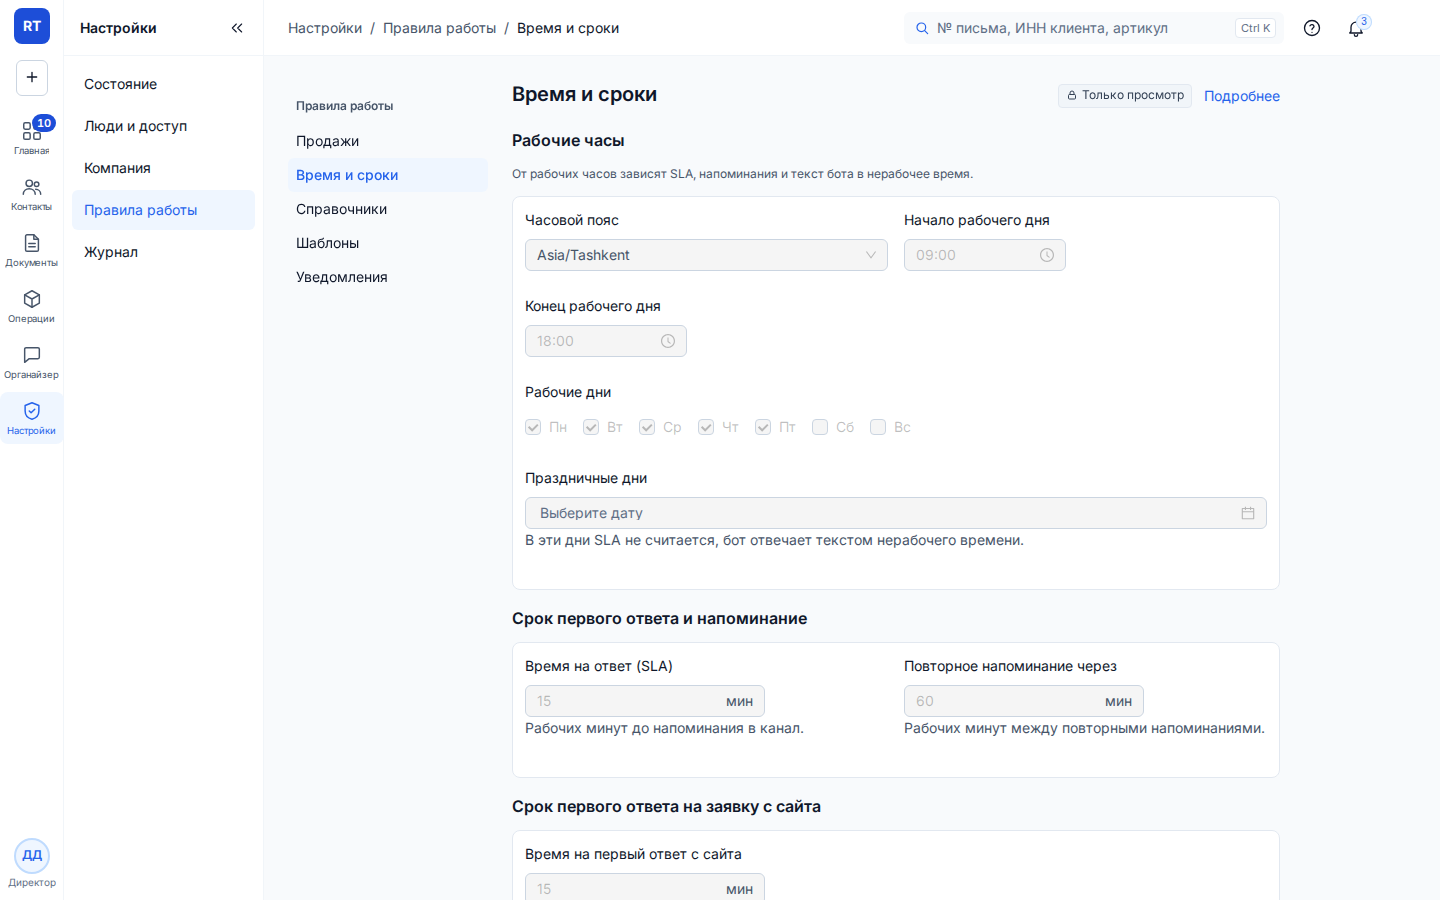 RT
Настройки
Настройки / Правила работы / Время и сроки
№ письма, ИНН клиента, артикул
Ctrl K
3
10
Главная
Контакты
Документы
Операции
Органайзер
Настройки
ДД
Директор
Состояние
Люди и доступ
Компания
Правила работы
Журнал
Правила работы
Продажи
Время и сроки
Справочники
Шаблоны
Уведомления
Время и сроки
Только просмотр
Подробнее
Рабочие часы
От рабочих часов зависят SLA, напоминания и текст бота в нерабочее время.
Часовой пояс
Начало рабочего дня
Asia/Tashkent
09:00
Конец рабочего дня
18:00
Рабочие дни
Пн Вт Ср Чт Пт Сб Вс
Праздничные дни
Выберите дату
В эти дни SLA не считается, бот отвечает текстом нерабочего времени.
Срок первого ответа и напоминание
Время на ответ (SLA)
Повторное напоминание через
15 мин
60 мин
Рабочих минут до напоминания в канал.
Рабочих минут между повторными напоминаниями.
Срок первого ответа на заявку с сайта
Время на первый ответ с сайта
15 мин